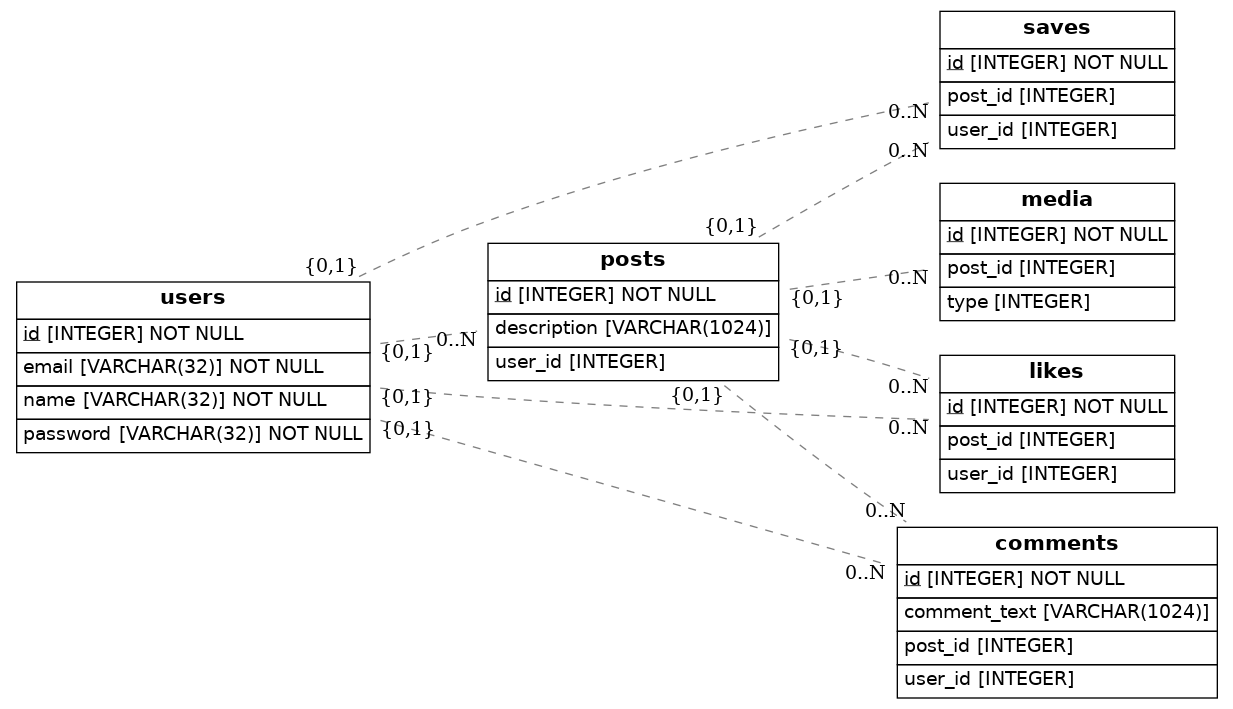 saves
id [INTEGER] NOT NULL
post_id [INTEGER]
user_id [INTEGER]
0..N
0..N
media
id [INTEGER] NOT NULL
post_id [INTEGER]
type [INTEGER]
0..N
{0,1}
{0,1}
posts
id [INTEGER] NOT NULL
description [VARCHAR(1024)]
user_id [INTEGER]
{0,1}
{0,1}
{0,1}
users
id [INTEGER] NOT NULL
email [VARCHAR(32)] NOT NULL
name [VARCHAR(32)] NOT NULL
password [VARCHAR(32)] NOT NULL
{0,1}
0..N
{0,1}
{0,1}
likes
id [INTEGER] NOT NULL
post_id [INTEGER]
user_id [INTEGER]
0..N
0..N
comments
id [INTEGER] NOT NULL
comment_text [VARCHAR(1024)]
post_id [INTEGER]
user_id [INTEGER]
0..N
0..N